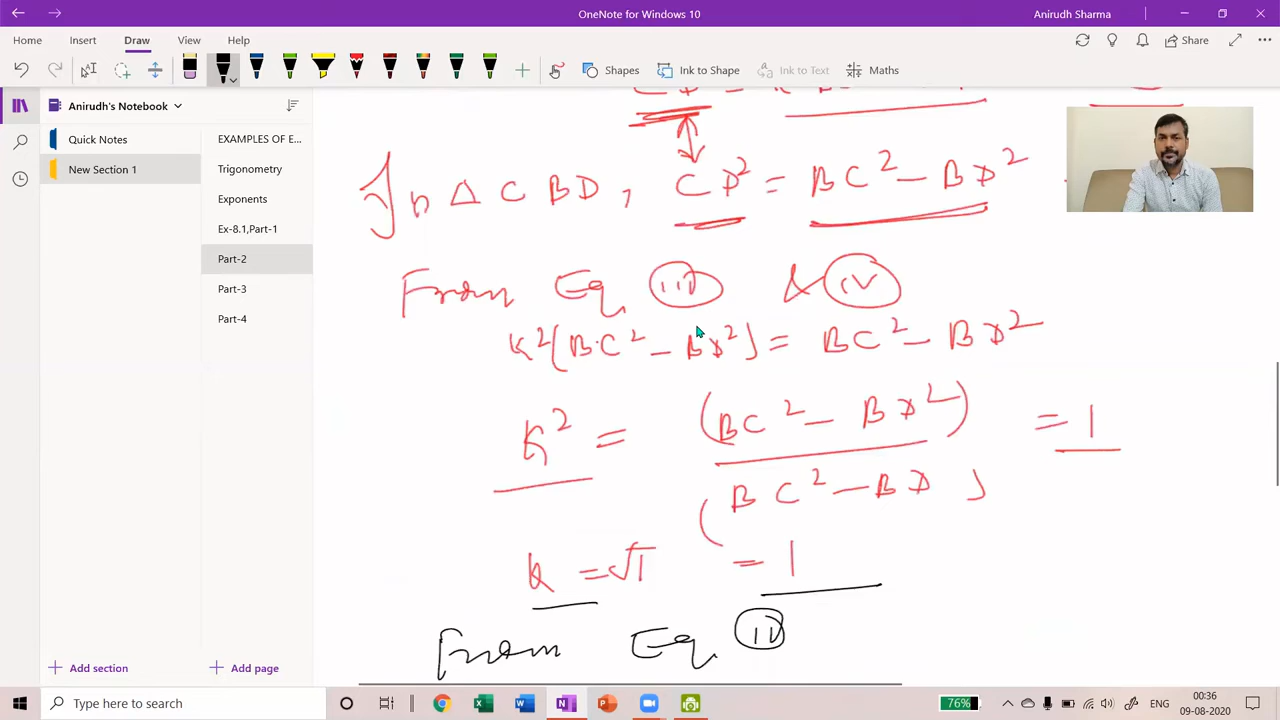 OneNote for Windows 10
Anirudh Sharma
Home Insert Draw View Help
Share
Shapes Ink to Shape Ink to Text Maths
Anirudh's Notebook
Quick Notes
New Section 1
EXAMPLES OF E...
Trigonometry
Exponents
Ex-8.1,Part-1
Part-2
Part-3
Part-4
In Δ CBD, CD² = BC² - BD²
From Eq (iii) & (iv)
K²(BC² - BD²) = BC² - BD²
K² = (BC² - BD²) = 1
(BC² - BD )
K = √1 = 1
From Eq
Add section
Add page
Type here to search
76%
ENG
00:36
09-08-2020